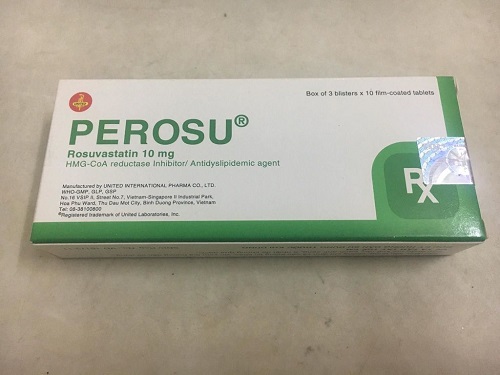 Box of 3 blisters x 10 film-coated tablets
PEROSU®
Rosuvastatin 10 mg
HMG-CoA reductase Inhibitor/ Antidyslipidemic agent
Manufactured by UNITED INTERNATIONAL PHARMA CO., LTD.
WHO-GMP, GLP, GSP
No.16 VSIP II, Street No.7, Vietnam-Singapore II Industrial Park,
Hoa Phu Ward, Thu Dau Mot City, Binh Duong Province, Vietnam
Tel: 06-38100800
®Registered trademark of United Laboratories, Inc.
Rx